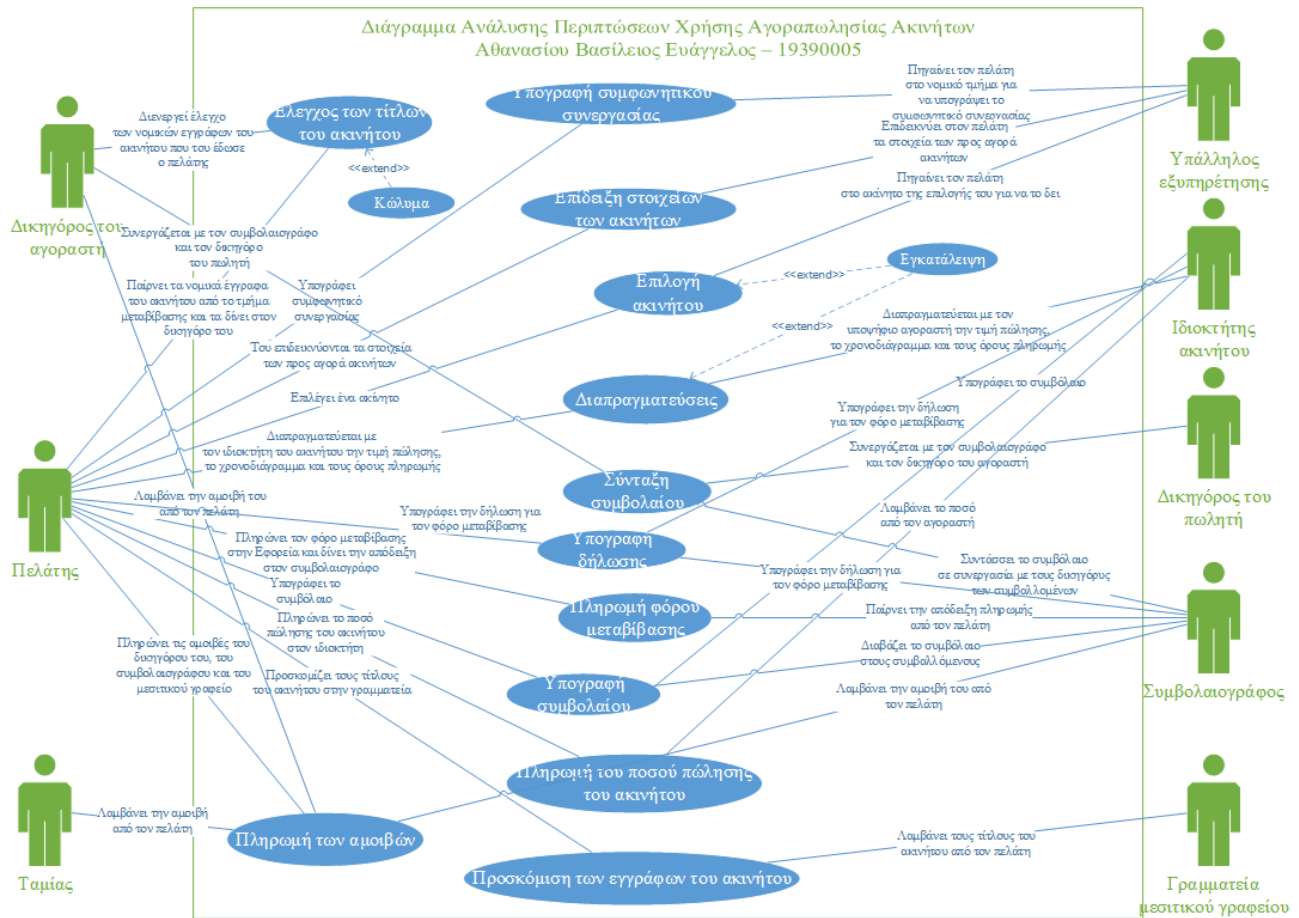 Διάγραμμα Ανάλυσης Περιπτώσεων Χρήσης Αγοραπωλησίας Ακινήτων
Αθανασίου Βασίλειος Ευάγγελος – 19390005
Δικηγόρος του
αγοραστή
Πελάτης
Ταμίας
Υπάλληλος
εξυπηρέτησης
Ιδιοκτήτης
ακινήτου
Δικηγόρος του
πωλητή
Συμβολαιογράφος
Γραμματεία
μεσιτικού γραφείου
Έλεγχος των τίτλων
του ακινήτου
<<extend>>
Κώλυμα
Υπογραφή συμφωνητικού
συνεργασίας
Επίδειξη στοιχείων
των ακινήτων
Επιλογή
ακινήτου
<<extend>>
Εγκατάλειψη
<<extend>>
Διαπραγματεύσεις
Σύνταξη
συμβολαίου
Υπογραφή
δήλωσης
Πληρωμή φόρου
μεταβίβασης
Υπογραφή
συμβολαίου
Πληρωμή του ποσού πώλησης
του ακινήτου
Πληρωμή των αμοιβών
Προσκόμιση των εγγράφων του ακινήτου
Διενεργεί έλεγχο
των νομικών εγγράφων του
ακινήτου που του έδωσε
ο πελάτης
Συνεργάζεται με τον συμβολαιογράφο
και τον δικηγόρο
του πωλητή
Παίρνει τα νομικά έγγραφα
του ακινήτου από το τμήμα
μεταβίβασης και τα δίνει στον
δικηγόρο του
Υπογράφει
συμφωνητικό
συνεργασίας
Του επιδεικνύονται τα στοιχεία
των προς αγορά ακινήτων
Επιλέγει ένα ακίνητο
Διαπραγματεύεται με
τον ιδιοκτήτη του ακινήτου την τιμή πώλησης,
το χρονοδιάγραμμα και τους όρους πληρωμής
Λαμβάνει την αμοιβή του
από τον πελάτη
Υπογράφει την δήλωση για
τον φόρο μεταβίβασης
Πληρώνει τον φόρο μεταβίβασης
στην Εφορεία και δίνει την απόδειξη
στον συμβολαιογράφο
Υπογράφει το
συμβόλαιο
Πληρώνει το ποσό
πώλησης του ακινήτου
στον ιδιοκτήτη
Πληρώνει τις αμοιβές του
δικηγόρου του, του
συμβολαιογράφου και του
μεσιτικού γραφείο
Προσκομίζει τους τίτλους
του ακινήτου στην γραμματεία
Λαμβάνει την αμοιβή
από τον πελάτη
Πηγαίνει τον πελάτη
στο νομικό τμήμα για
να υπογράψει το
συμφωνητικό συνεργασίας
Επιδεικνύει στον πελάτη
τα στοιχεία των προς αγορά
ακινήτων
Πηγαίνει τον πελάτη
στο ακίνητο της επιλογής του για να το δει
Διαπραγματεύεται με τον
υποψήφιο αγοραστή την τιμή πώλησης,
το χρονοδιάγραμμα και τους όρους πληρωμής
Υπογράφει το συμβόλαιο
Υπογράφει την δήλωση
για τον φόρο μεταβίβασης
Συνεργάζεται με τον συμβολαιογράφο
και τον δικηγόρο του αγοραστή
Λαμβάνει το ποσό
από τον αγοραστή
Συντάσσει το συμβόλαιο
σε συνεργασία με τους δικηγόρυς
των συμβαλλομένων
Υπογράφει την δήλωση για
τον φόρο μεταβίβασης
Παίρνει την απόδειξη πληρωμής
από τον πελάτη
Διαβάζει το συμβόλαιο
στους συμβαλλόμενους
Λαμβάνει την αμοιβή του από
τον πελάτη
Λαμβάνει τους τίτλους του
ακινήτου από τον πελάτη